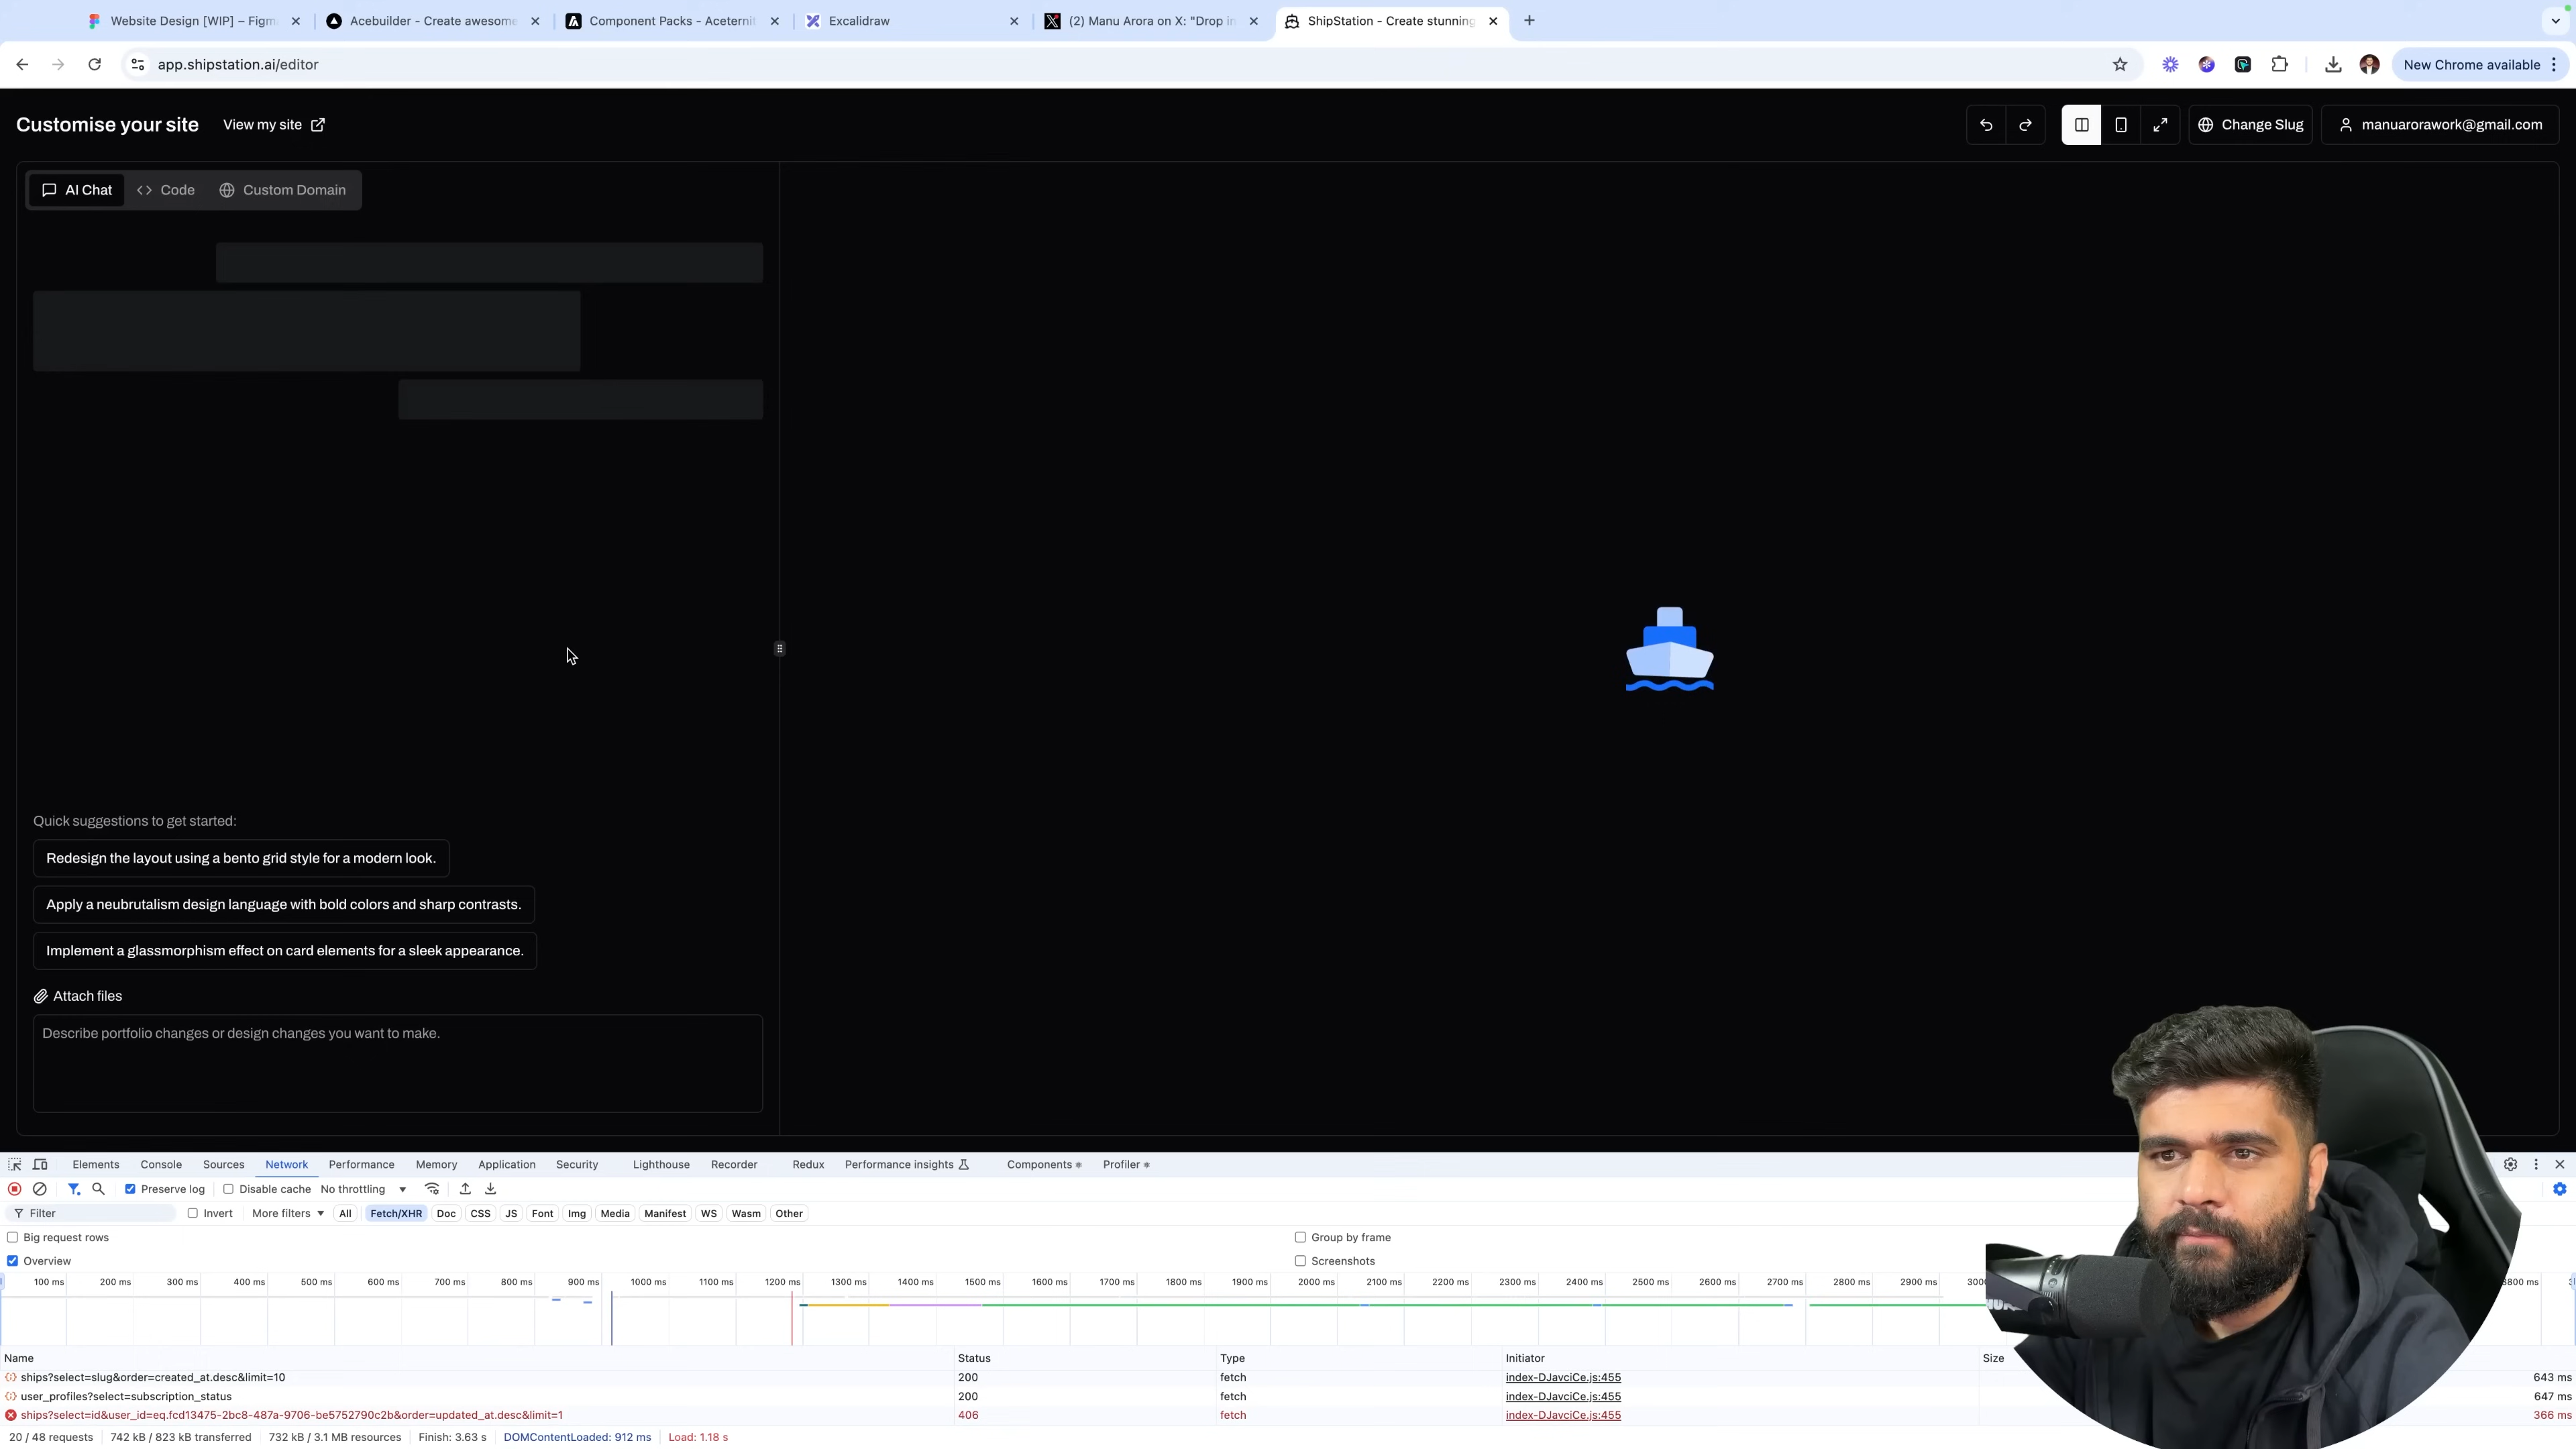 Website Design [WIP] – Figm
Acebuilder - Create awesome
Component Packs - Aceternit
Excalidraw
(2) Manu Arora on X: "Drop in
ShipStation - Create stunning
app.shipstation.ai/editor
New Chrome available
Customise your site
View my site
Change Slug
manuarorawork@gmail.com
AI Chat
Code
Custom Domain
Quick suggestions to get started:
Redesign the layout using a bento grid style for a modern look.
Apply a neubrutalism design language with bold colors and sharp contrasts.
Implement a glassmorphism effect on card elements for a sleek appearance.
Attach files
Describe portfolio changes or design changes you want to make.
Elements Console Sources Network Performance Memory Application Security Lighthouse Recorder Redux Performance insights Components Profiler
Preserve log Disable cache No throttling
Filter Invert More filters All Fetch/XHR Doc CSS JS Font Img Media Manifest WS Wasm Other
Big request rows Group by frame
Overview Screenshots
100 ms 200 ms 300 ms 400 ms 500 ms 600 ms 700 ms 800 ms 900 ms 1000 ms 1100 ms 1200 ms 1300 ms 1400 ms 1500 ms 1600 ms 1700 ms 1800 ms 1900 ms 2000 ms 2100 ms 2200 ms 2300 ms 2400 ms 2500 ms 2600 ms 2700 ms 2800 ms 2900 ms
Name Status Type Initiator Size
ships?select=slug&order=created_at.desc&limit=10 200 fetch index-DJavciCe.js:455 643 ms
user_profiles?select=subscription_status 200 fetch index-DJavciCe.js:455 647 ms
ships?select=id&user_id=eq.fcd13475-2bc8-487a-9706-be5752790c2b&order=updated_at.desc&limit=1 406 fetch index-DJavciCe.js:455 366 ms
20 / 48 requests 742 kB / 823 kB transferred 732 kB / 3.1 MB resources Finish: 3.63 s DOMContentLoaded: 912 ms Load: 1.18 s